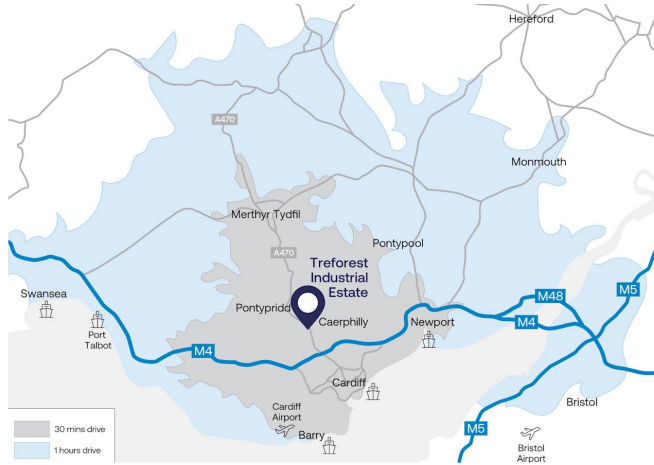 Hereford
A470
Monmouth
Merthyr Tydfil
Pontypool
A470
Treforest
Industrial
Estate
M5
Swansea
M48
Pontypridd
Port
Talbot
Caerphilly
Newport
M4
M4
Cardiff
Bristol
Cardiff
Airport
Barry
M5
Bristol
Airport
30 mins drive
1 hours drive